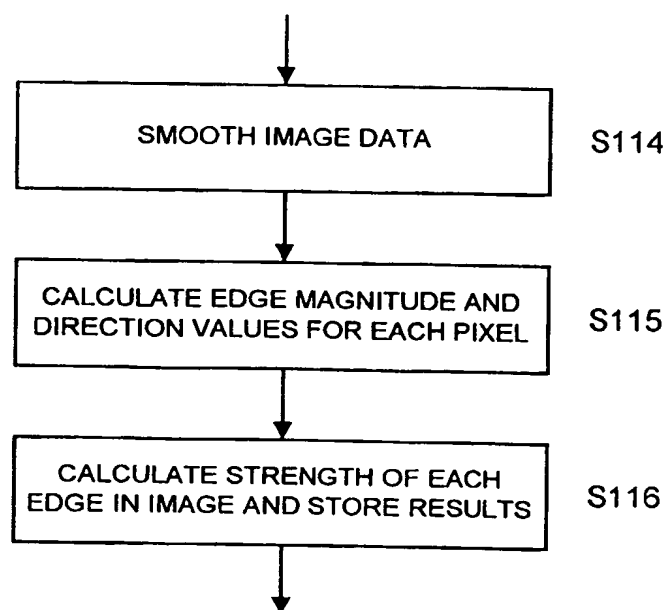 SMOOTH IMAGE DATA
S114
CALCULATE EDGE MAGNITUDE AND
DIRECTION VALUES FOR EACH PIXEL
S115
CALCULATE STRENGTH OF EACH
EDGE IN IMAGE AND STORE RESULTS
S116